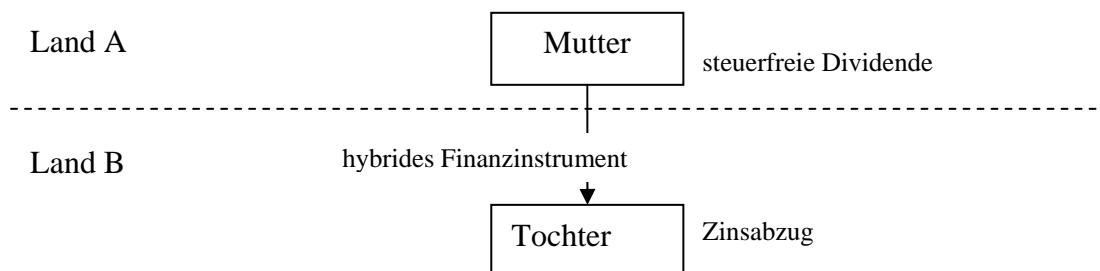 Land A
Mutter
steuerfreie Dividende
Land B
hybrides Finanzinstrument
Tochter
Zinsabzug